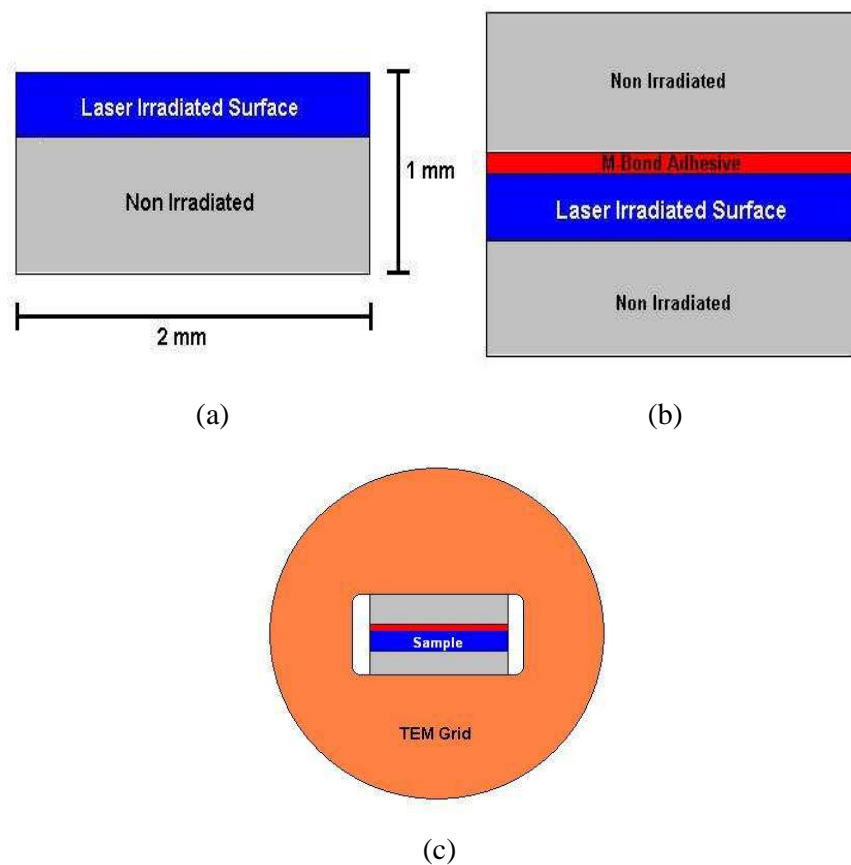 Laser Irradiated Surface
Non Irradiated
1 mm
2 mm
(a)
Non Irradiated
M-Bond Adhesive
Laser Irradiated Surface
Non Irradiated
(b)
Sample
TEM Grid
(c)